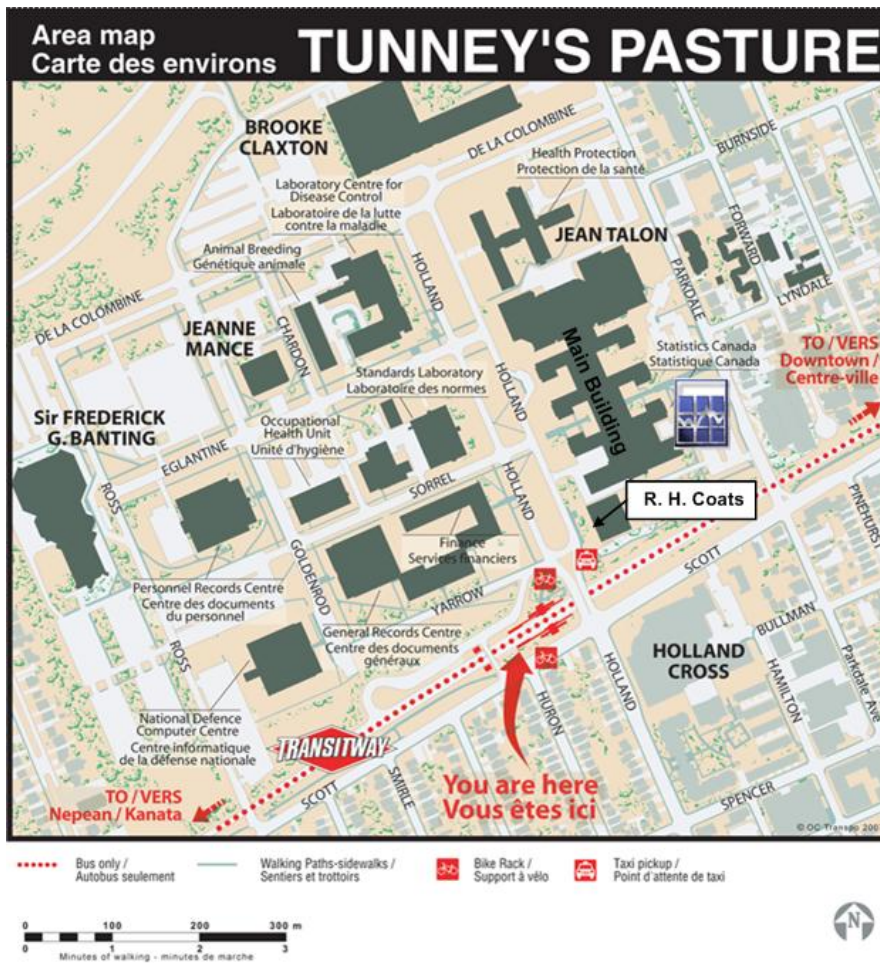 Area map
Carte des environs
TUNNEY'S PASTURE
BROOKE
CLAXTON
DE LA COLOMBINE
BURNSIDE
Health Protection
Protection de la santé
Laboratory Centre for
Disease Control
Laboratoire de la lutte
contre la maladie
JEAN TALON
FORWARD
Animal Breeding
Génétique animale
HOLLAND
PARKDALE
LYNDALE
DE LA COLOMBINE
JEANNE
MANCE
CHARDON
Main Building
Statistics Canada
Statistique Canada
TO / VERS
Downtown /
Centre-ville
Standards Laboratory
Laboratoire des normes
HOLLAND
Sir FREDERICK
G. BANTING
Occupational
Health Unit
Unité d'hygiène
EGLANTINE
ROSS
SORREL
HOLLAND
R. H. Coats
PINEHURST
Finance
Services financiers
GOLDENROD
SCOTT
Personnel Records Centre
Centre des documents
du personnel
YARROW
General Records Centre
Centre des documents
généraux
BULLMAN
HOLLAND
CROSS
ROSS
HOLLAND
HAMILTON
Parkdale Ave
HURON
National Defence
Computer Centre
Centre informatique
de la défense nationale
TRANSITWAY
SMIRLE
You are here
Vous êtes ici
SPENCER
TO / VERS
Nepean / Kanata
SCOTT
© OC Transpo 200
Bus only /
Autobus seulement
Walking Paths-sidewalks /
Sentiers et trottoirs
Bike Rack /
Support à vélo
Taxi pickup /
Point d'attente de taxi
0 100 200 300 m
0 1 2 3
Minutes of walking - minutes de marche
N